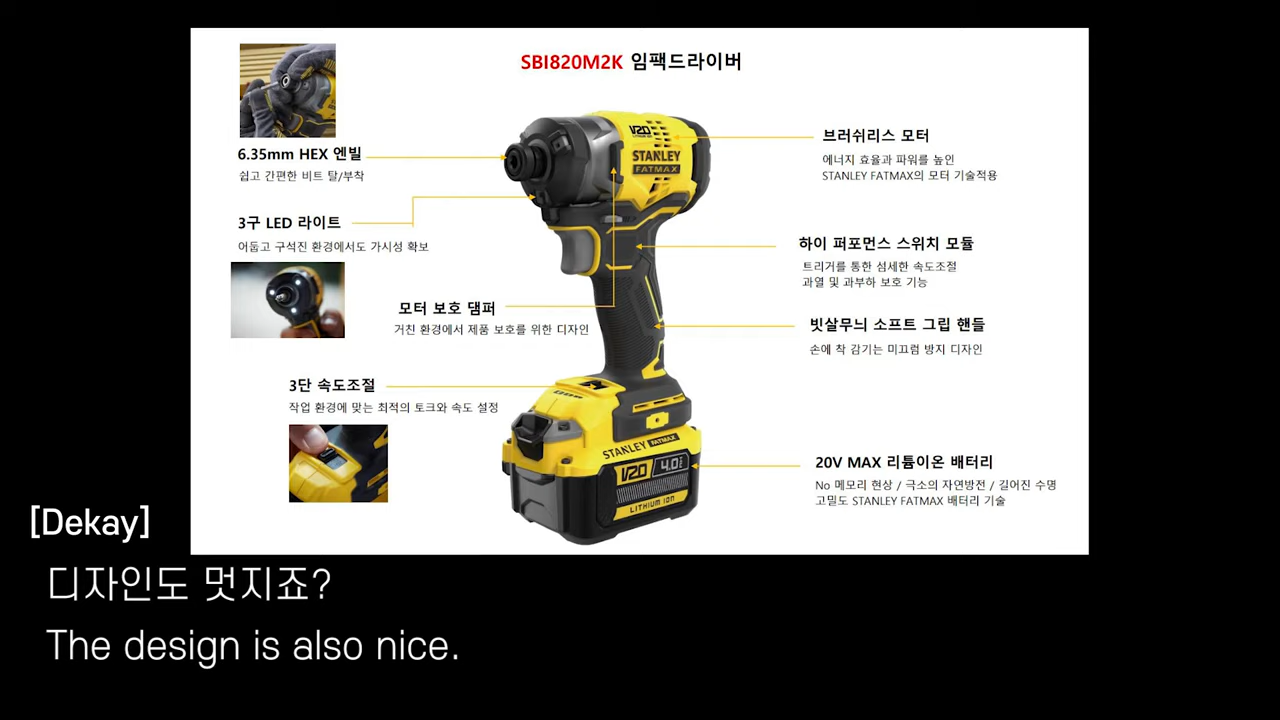 SBI820M2K 임팩드라이버
6.35mm HEX 엔빌
쉽고 간편한 비트 탈/부착
3구 LED 라이트
어둡고 구석진 환경에서도 가시성 확보
모터 보호 댐퍼
거친 환경에서 제품 보호를 위한 디자인
3단 속도조절
작업 환경에 맞는 최적의 토크와 속도 설정
브러쉬리스 모터
에너지 효율과 파워를 높인
STANLEY FATMAX의 모터 기술적용
하이 퍼포먼스 스위치 모듈
트리거를 통한 섬세한 속도조절
과열 및 과부하 보호 기능
빗살무늬 소프트 그립 핸들
손에 착 감기는 미끄럼 방지 디자인
20V MAX 리튬이온 배터리
No 메모리 현상 / 극소의 자연방전 / 길어진 수명
고밀도 STANLEY FATMAX 배터리 기술
V20
LITHIUM ION
STANLEY
FATMAX
STANLEY FATMAX
V20 4.0
LITHIUM ION
[Dekay]
디자인도 멋지죠?
The design is also nice.